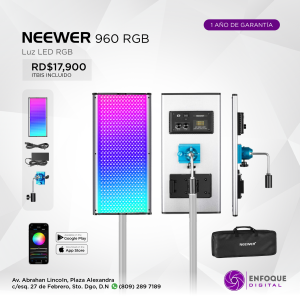 NEEWER 960 RGB
Luz LED RGB
1 AÑO DE GARANTÍA
RD$17,900
ITBIS INCLUIDO
NEEWER
Google Play
App Store
Av. Abrahan Lincoln, Plaza Alexandra
c/esq. 27 de Febrero, Sto. Dgo, D.N (809) 289 7189
ENFOQUE
DIGITAL